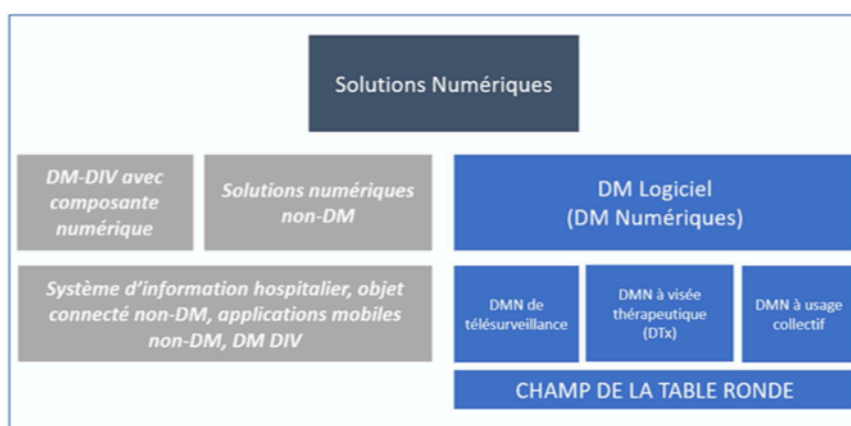 Solutions Numériques
DM-DIV avec
composante
numérique
Solutions numériques
non-DM
DM Logiciel
(DM Numériques)
Système d'information hospitalier, objet
connecté non-DM, applications mobiles
non-DM, DM DIV
DMN de
télésurveillance
DMN à visée
thérapeutique
(DTx)
DMN à usage
collectif
CHAMP DE LA TABLE RONDE